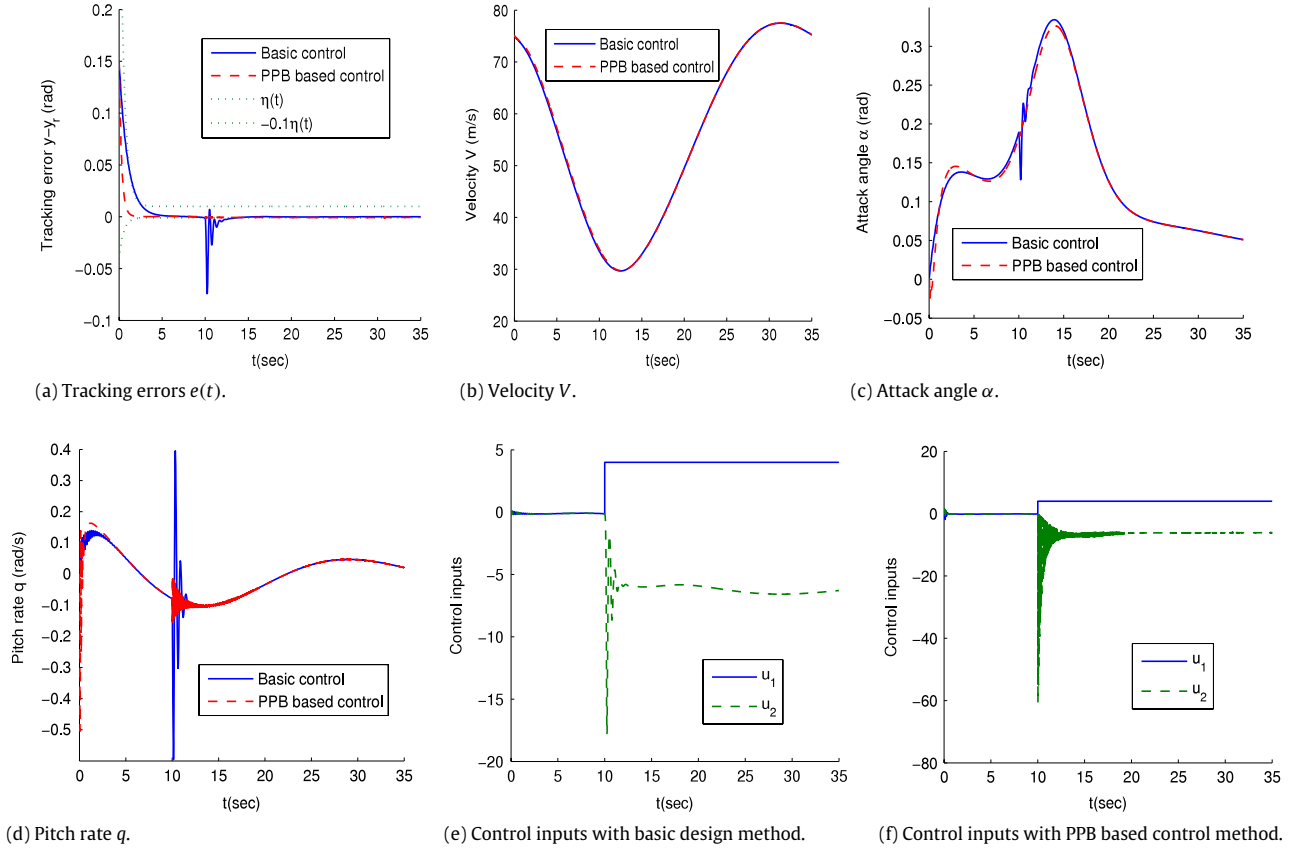 0.2
0.15
0.1
0.05
0
−0.05
−0.1
Tracking error y−yᵣ (rad)
Basic control
PPB based control
η(t)
−0.1η(t)
0 5 10 15 20 25 30 35
t(sec)
(a) Tracking errors e(t).
80
70
60
50
40
30
20
Velocity V (m/s)
Basic control
PPB based control
0 5 10 15 20 25 30 35
t(sec)
(b) Velocity V.
0.3
0.25
0.2
0.15
0.1
0.05
0
−0.05
Attack angle α (rad)
Basic control
PPB based control
0 5 10 15 20 25 30 35
t(sec)
(c) Attack angle α.
0.4
0.3
0.2
0.1
0
−0.1
−0.2
−0.3
−0.4
−0.5
Pitch rate q (rad/s)
Basic control
PPB based control
0 5 10 15 20 25 30 35
t(sec)
(d) Pitch rate q.
5
0
−5
−10
−15
−20
Control inputs
u₁
u₂
0 5 10 15 20 25 30 35
t(sec)
(e) Control inputs with basic design method.
20
0
−20
−40
−60
−80
Control inputs
u₁
u₂
0 5 10 15 20 25 30 35
t(sec)
(f) Control inputs with PPB based control method.